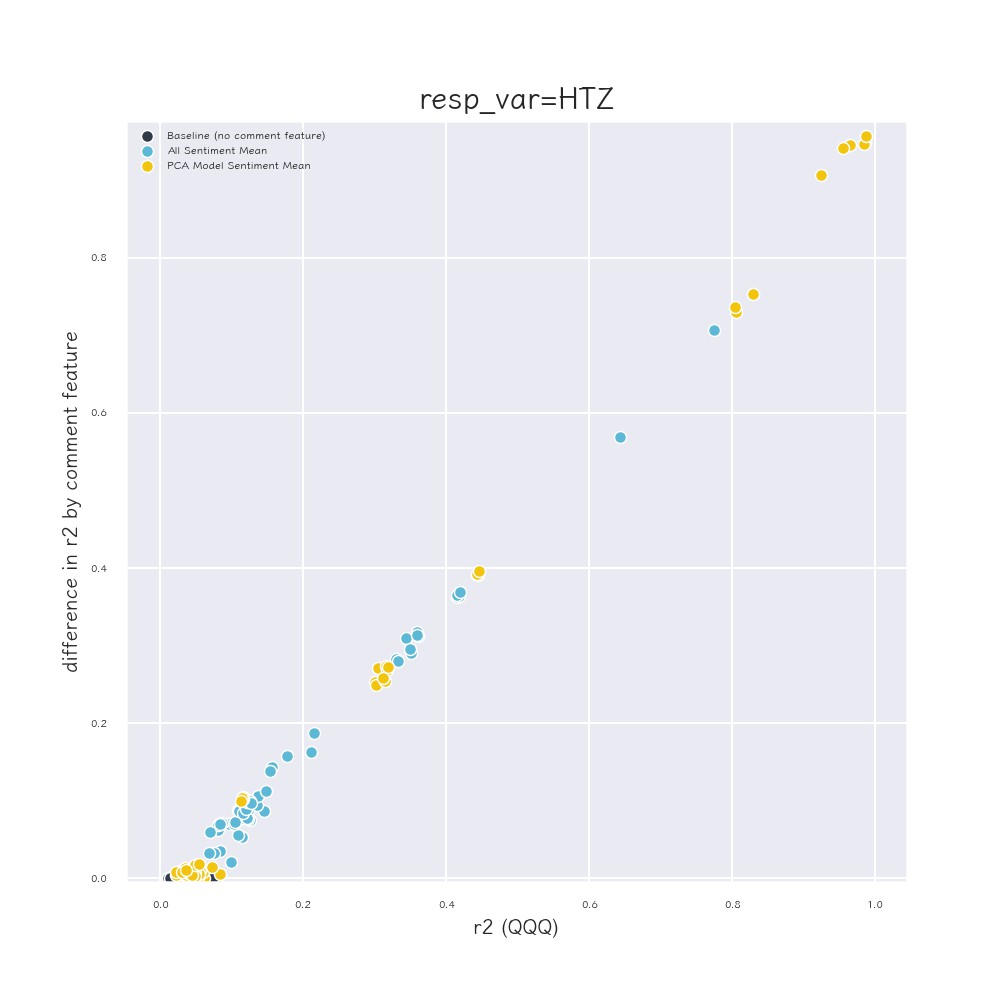 resp_var=HTZ
Baseline (no comment feature)
All Sentiment Mean
PCA Model Sentiment Mean
difference in r2 by comment feature
0.8
0.6
0.4
0.2
0.0
0.0 0.2 0.4 0.6 0.8 1.0
r2 (QQQ)